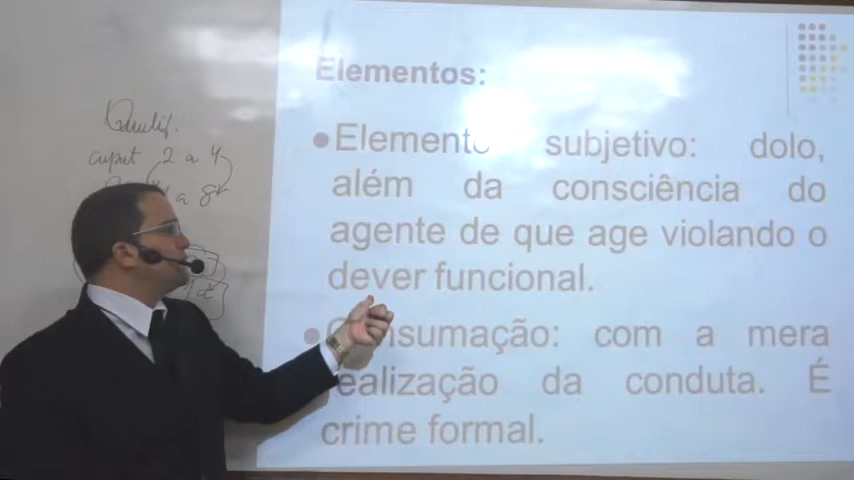 Qualif.
caput 2 a 4
a 8
Elementos:
•Elemento subjetivo: dolo,
além da consciência do
agente de que age violando o
dever funcional.
•Consumação: com a mera
realização da conduta. É
crime formal.